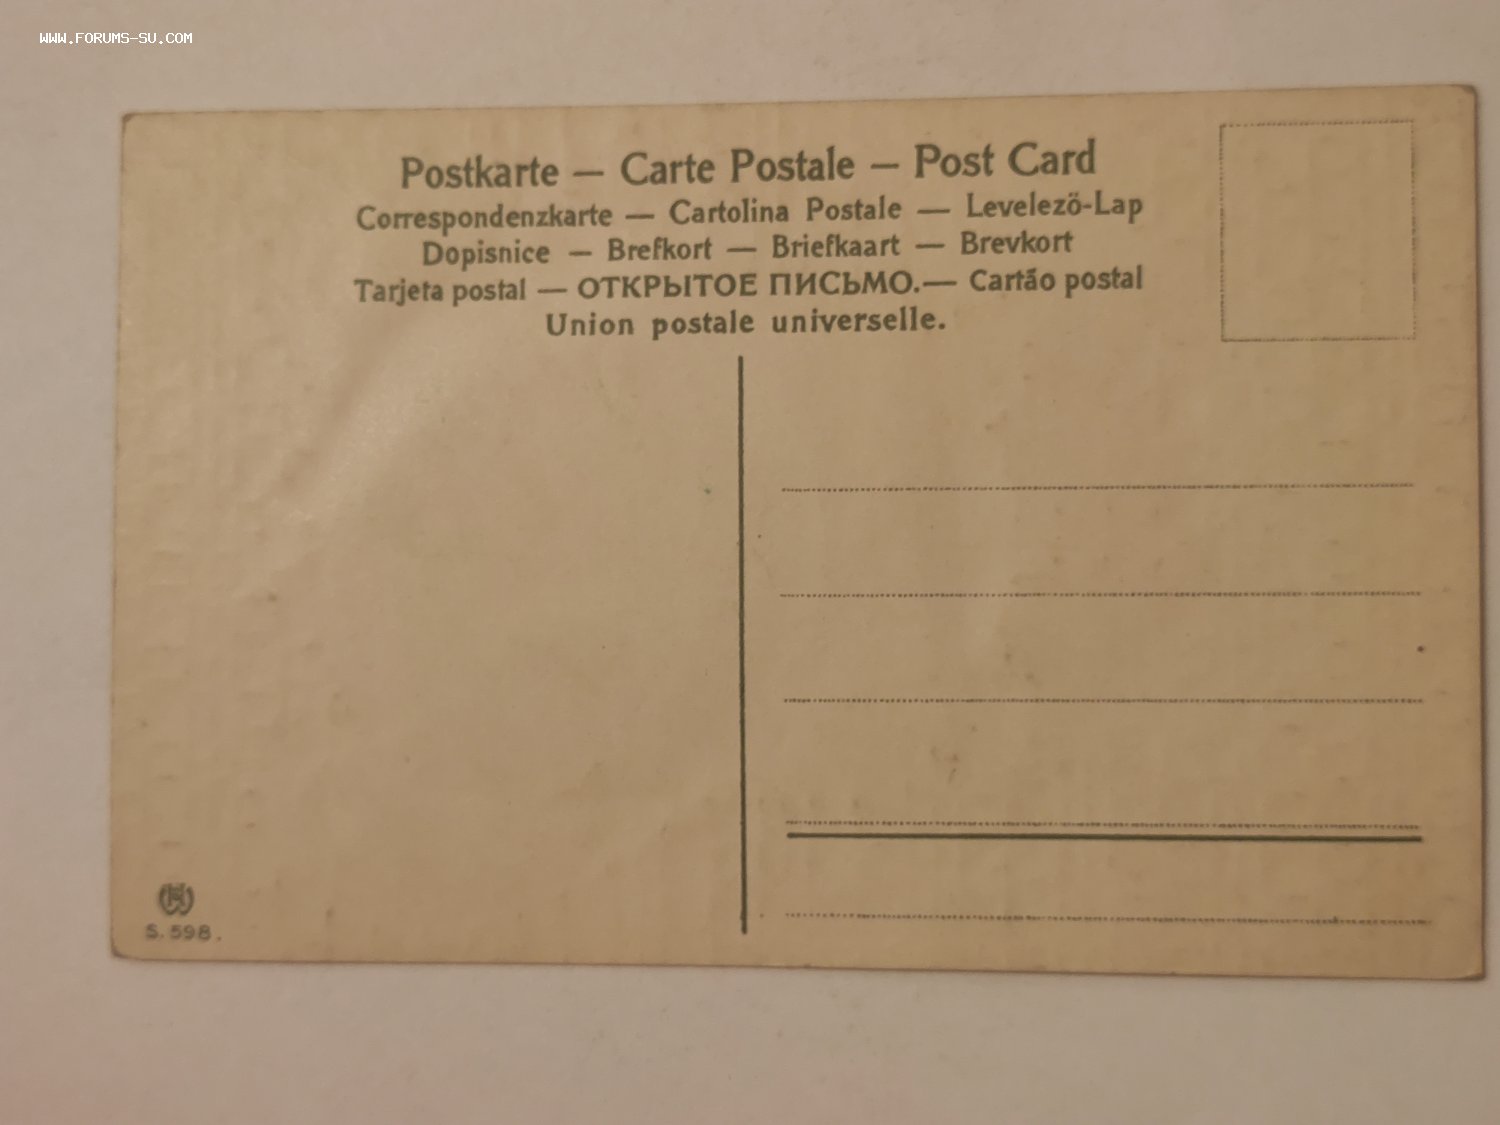 WWW.FORUMS-SU.COM
Postkarte — Carte Postale — Post Card
Correspondenzkarte — Cartolina Postale — Levelezö-Lap
Dopisnice — Brefkort — Briefkaart — Brevkort
Tarjeta postal — ОТКРЫТОЕ ПИСЬМО.— Cartão postal
Union postale universelle.
S. 598.